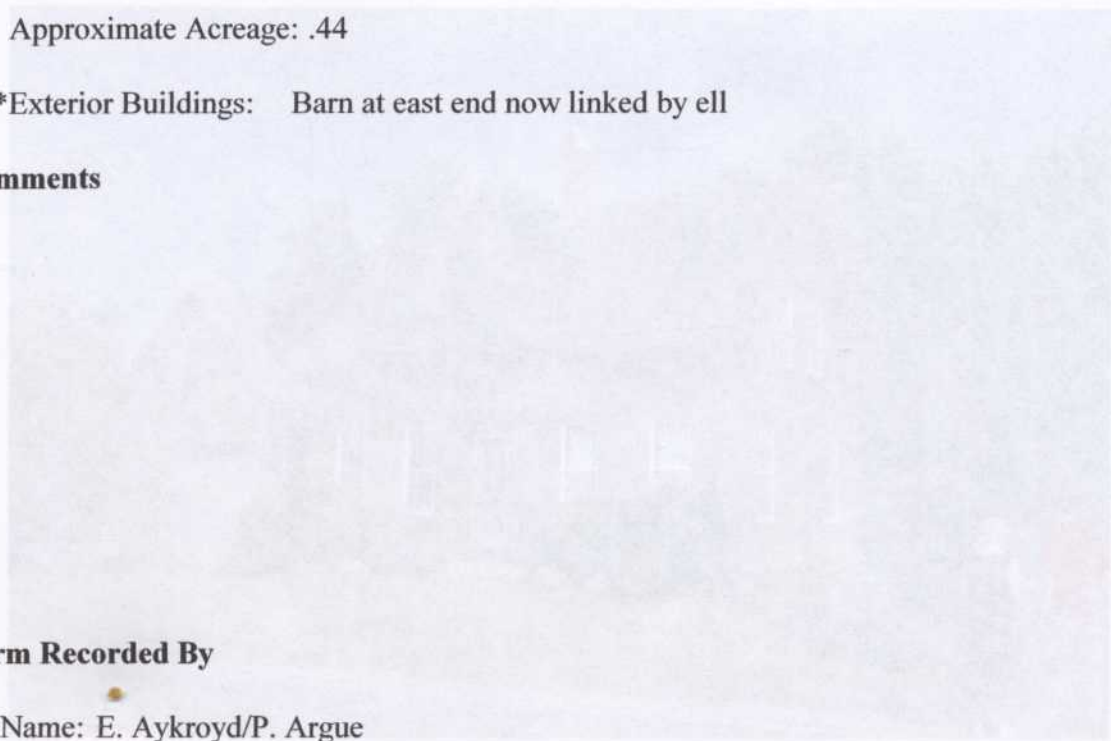 Approximate Acreage: .44
*Exterior Buildings: Barn at east end now linked by ell
mments
rm Recorded By
Name: E. Aykroyd/P. Argue